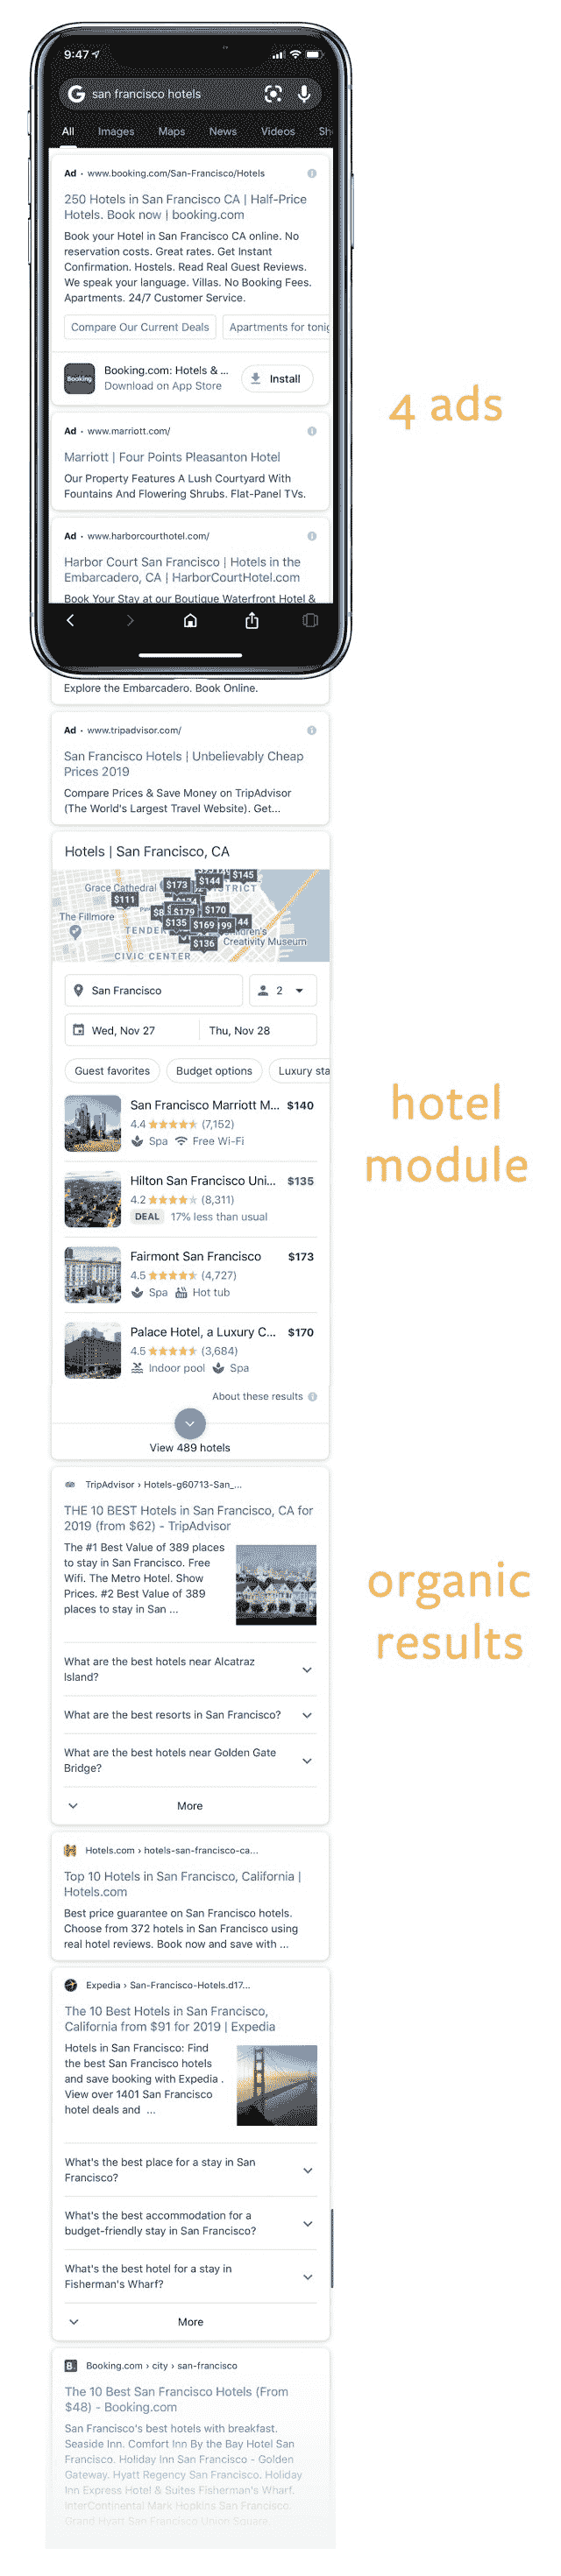 9:47
san francisco hotels
All Images Maps News Videos Sh
Ad · www.booking.com/San-Francisco/Hotels
250 Hotels in San Francisco CA | Half-Price
Hotels. Book now | booking.com
Book your Hotel in San Francisco CA online. No
reservation costs. Great rates. Get Instant
Confirmation. Hostels. Read Real Guest Reviews.
We speak your language. Villas. No Booking Fees.
Apartments. 24/7 Customer Service.
Compare Our Current Deals Apartments for tonig
Booking
Booking.com: Hotels & ...
Download on App Store
Install
4 ads
Ad · www.marriott.com/
Marriott | Four Points Pleasanton Hotel
Our Property Features A Lush Courtyard With
Fountains And Flowering Shrubs. Flat-Panel TVs.
Ad · www.harborcourthotel.com/
Harbor Court San Francisco | Hotels in the
Embarcadero, CA | HarborCourtHotel.com
Book Your Stay at our Boutique Waterfront Hotel &
Explore the Embarcadero. Book Online.
Ad · www.tripadvisor.com/
San Francisco Hotels | Unbelievably Cheap
Prices 2019
Compare Prices & Save Money on TripAdvisor
(The World's Largest Travel Website). Get...
Hotels | San Francisco, CA
$145
$144
$173
Grace Cathedral
TRICT
$111
$170
$179
The Fillmore
$135
$169
99
44
TENDER
$136
Creativity Museum
CIVIC CENTER
San Francisco 2
Wed, Nov 27 Thu, Nov 28
Guest favorites Budget options Luxury sta
hotel
module
San Francisco Marriott M... $140
4.4 (7,152)
Spa Free Wi-Fi
Hilton San Francisco Uni... $135
4.2 (8,311)
DEAL 17% less than usual
Fairmont San Francisco $173
4.5 (4,727)
Spa Hot tub
Palace Hotel, a Luxury C... $170
4.5 (3,684)
Indoor pool Spa
About these results
View 489 hotels
TripAdvisor › Hotels-g60713-San_...
THE 10 BEST Hotels in San Francisco, CA for
2019 (from $62) - TripAdvisor
The #1 Best Value of 389 places
to stay in San Francisco. Free
Wifi. The Metro Hotel. Show
Prices. #2 Best Value of 389
places to stay in San ...
organic
results
What are the best hotels near Alcatraz
Island?
What are the best resorts in San Francisco?
What are the best hotels near Golden Gate
Bridge?
More
Hotels.com › hotels-san-francisco-ca...
Top 10 Hotels in San Francisco, California |
Hotels.com
Best price guarantee on San Francisco hotels.
Choose from 372 hotels in San Francisco using
real hotel reviews. Book now and save with ...
Expedia › San-Francisco-Hotels.d17...
The 10 Best Hotels in San Francisco,
California from $91 for 2019 | Expedia
Hotels in San Francisco: Find
the best San Francisco hotels
and save booking with Expedia .
View over 1401 San Francisco
hotel deals and ...
What's the best place for a stay in San
Francisco?
What's the best accommodation for a
budget-friendly stay in San Francisco?
What's the best hotel for a stay in
Fisherman's Wharf?
More
B.
Booking.com › city › san-francisco
The 10 Best San Francisco Hotels (From
$48) - Booking.com
San Francisco's best hotels with breakfast.
Seaside Inn. Comfort Inn By the Bay Hotel San
Francisco. Holiday Inn San Francisco - Golden
Gateway. Hyatt Regency San Francisco. Holiday
Inn Express Hotel & Suites Fisherman's Wharf.
InterContinental Mark Hopkins San Francisco.
Grand Hyatt San Francisco Union Square.